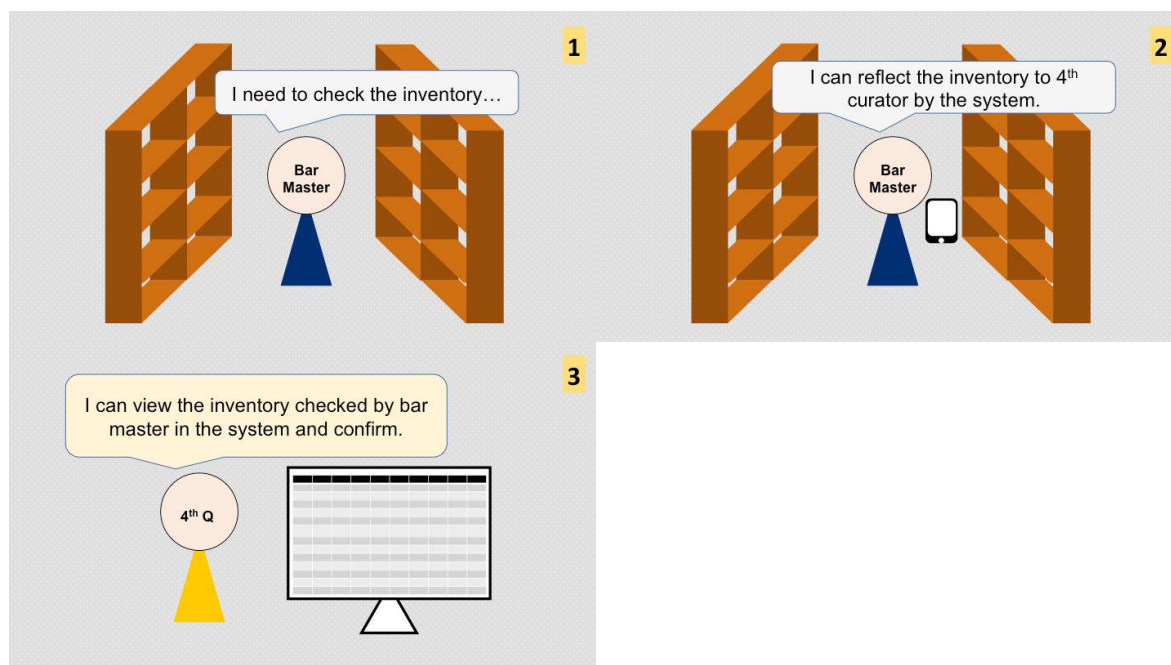 1
I need to check the inventory…
Bar
Master
2
I can reflect the inventory to 4th
curator by the system.
Bar
Master
3
I can view the inventory checked by bar
master in the system and confirm.
4th Q